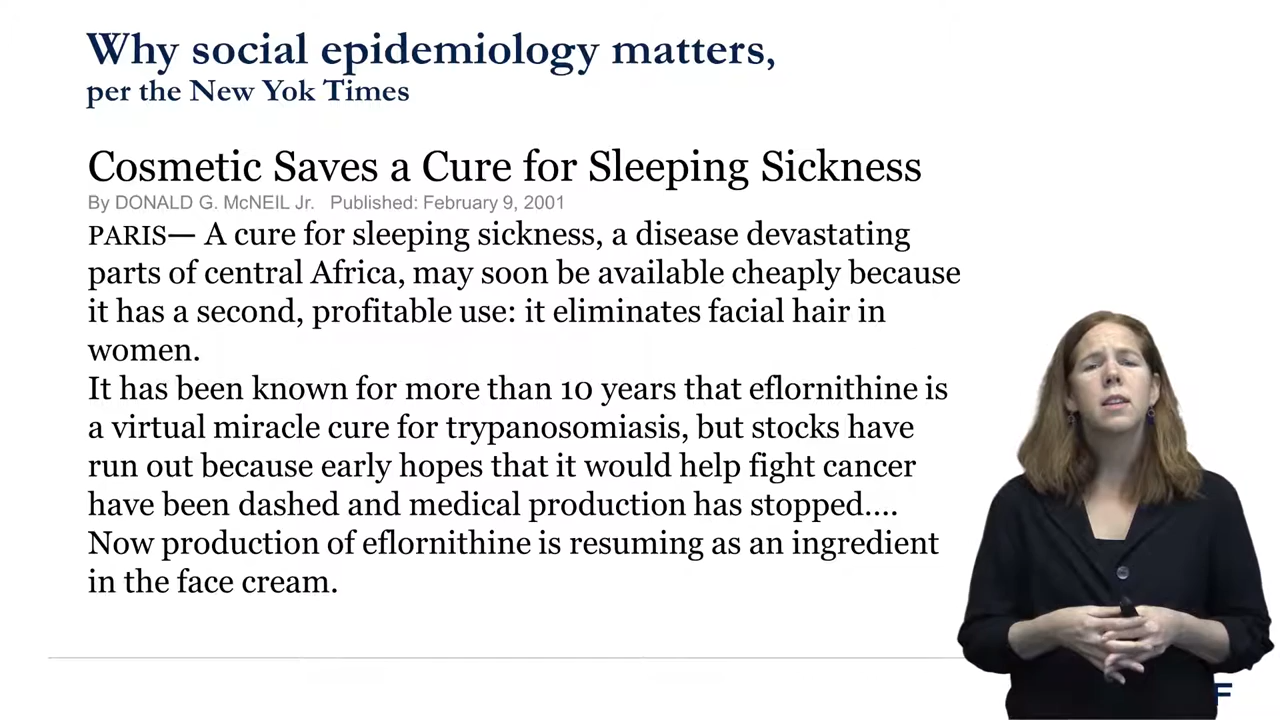 Why social epidemiology matters,
per the New Yok Times
Cosmetic Saves a Cure for Sleeping Sickness
By DONALD G. McNEIL Jr. Published: February 9, 2001
PARIS— A cure for sleeping sickness, a disease devastating
parts of central Africa, may soon be available cheaply because
it has a second, profitable use: it eliminates facial hair in
women.
It has been known for more than 10 years that eflornithine is
a virtual miracle cure for trypanosomiasis, but stocks have
run out because early hopes that it would help fight cancer
have been dashed and medical production has stopped....
Now production of eflornithine is resuming as an ingredient
in the face cream.
F